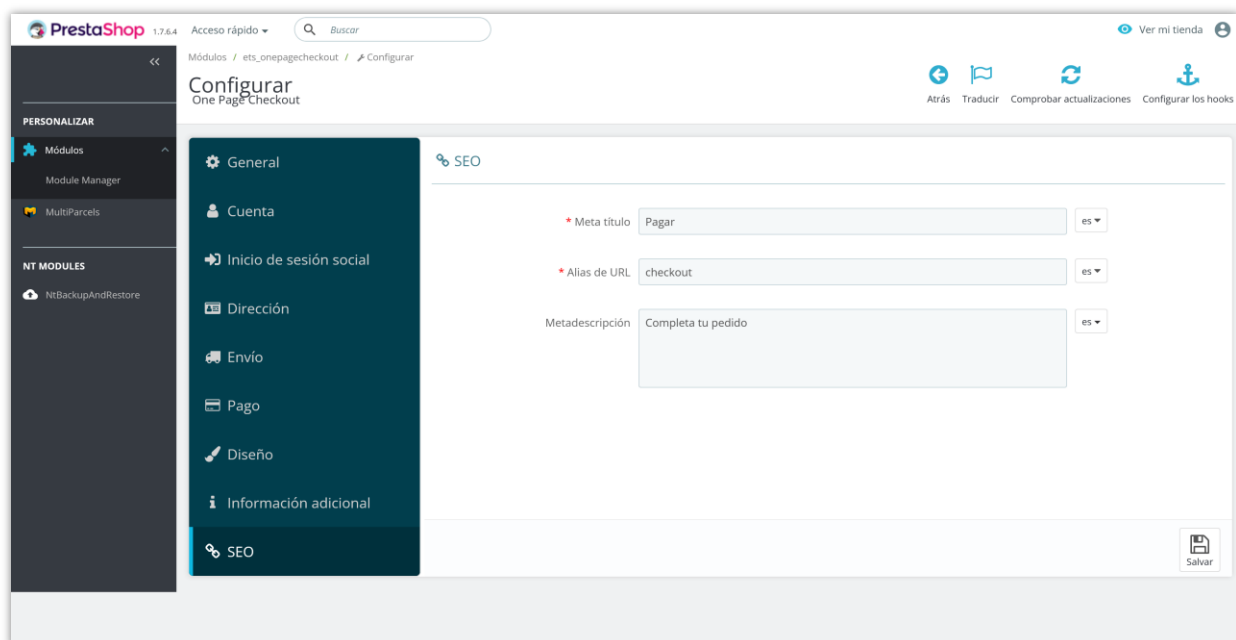 PrestaShop 1.7.6.4 Acceso rápido Buscar Ver mi tienda
Módulos / ets_onepagecheckout / Configurar
Configurar
One Page Checkout
Atrás Traducir Comprobar actualizaciones Configurar los hooks
PERSONALIZAR
Módulos
Module Manager
MultiParcels
NT MODULES
NtBackupAndRestore
General
Cuenta
Inicio de sesión social
Dirección
Envío
Pago
Diseño
Información adicional
SEO
SEO
* Meta título Pagar es
* Alias de URL checkout es
Metadescripción Completa tu pedido es
Salvar